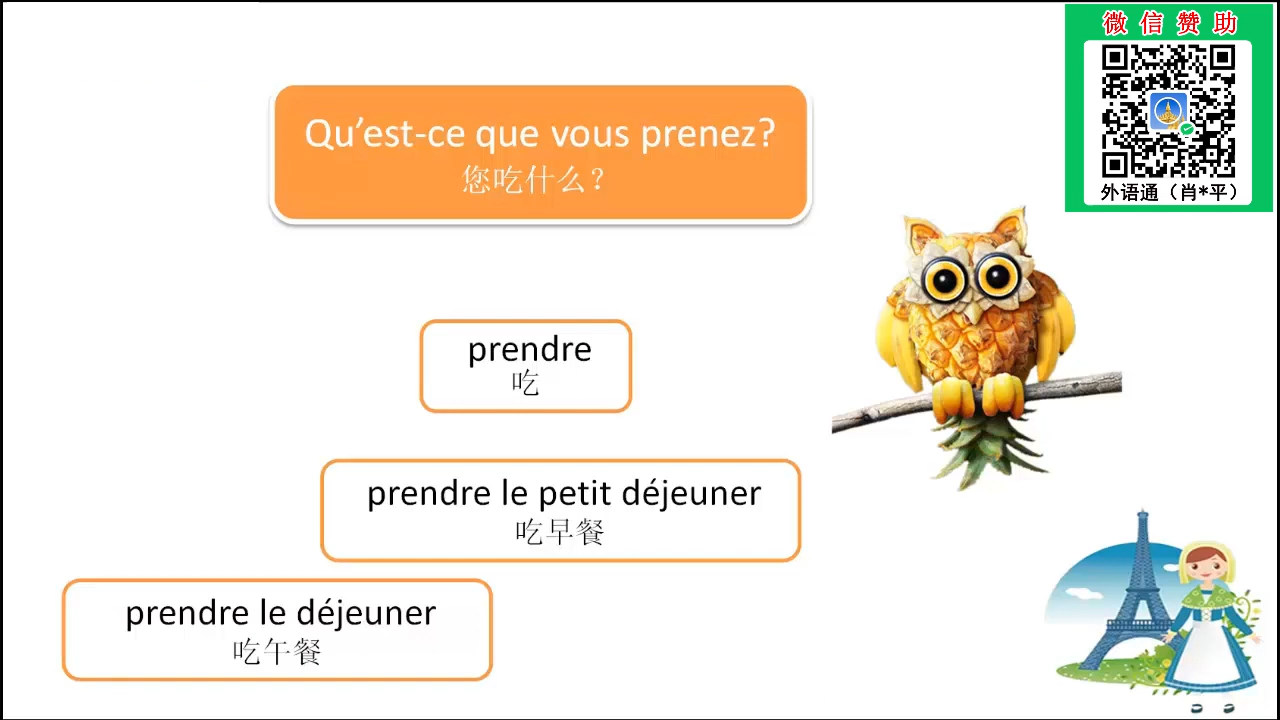 微信赞助
外语通（肖*平）
Qu’est-ce que vous prenez?
您吃什么？
prendre
吃
prendre le petit déjeuner
吃早餐
prendre le déjeuner
吃午餐